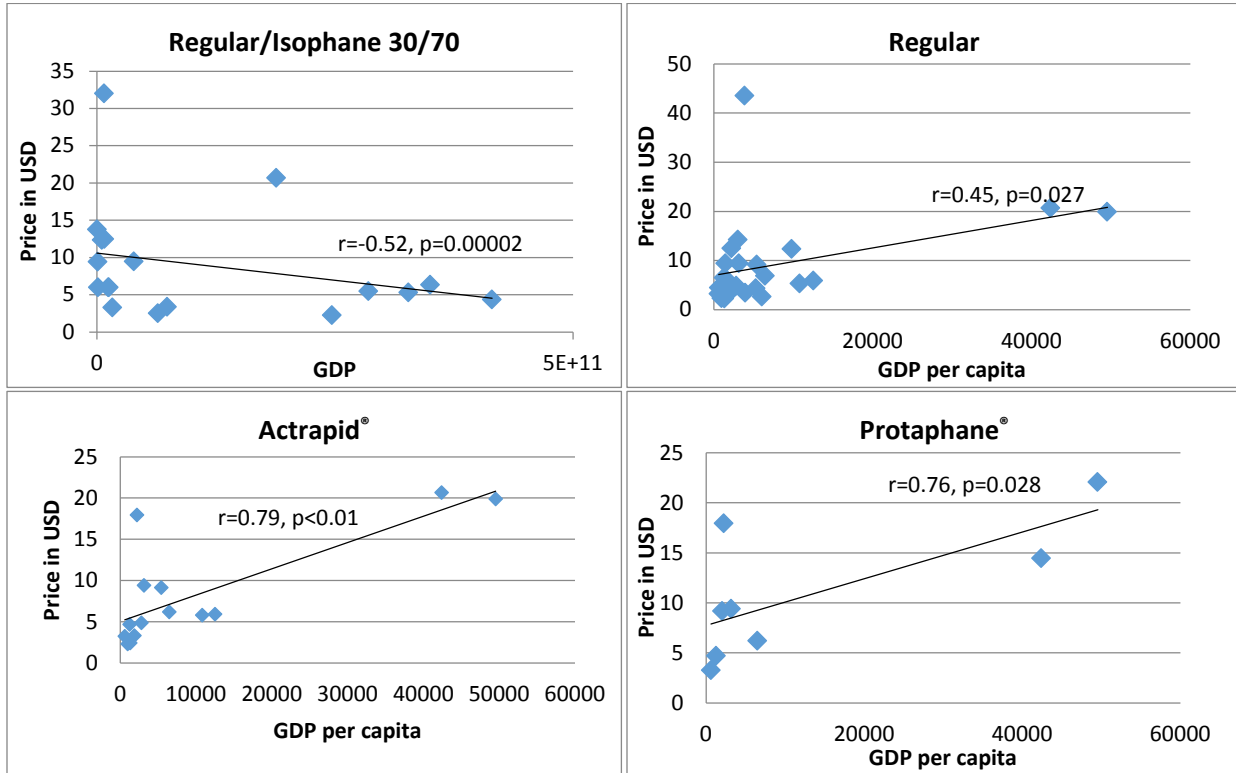 Regular/Isophane 30/70
Price in USD
35
30
25
20
15
10
5
0
r=-0.52, p=0.00002
0
5E+11
GDP
Regular
Price in USD
50
40
30
20
10
0
r=0.45, p=0.027
0 20000 40000 60000
GDP per capita
Actrapid®
Price in USD
25
20
15
10
5
0
r=0.79, p<0.01
0 10000 20000 30000 40000 50000 60000
GDP per capita
Protaphane®
Price in USD
25
20
15
10
5
0
r=0.76, p=0.028
0 20000 40000 60000
GDP per capita